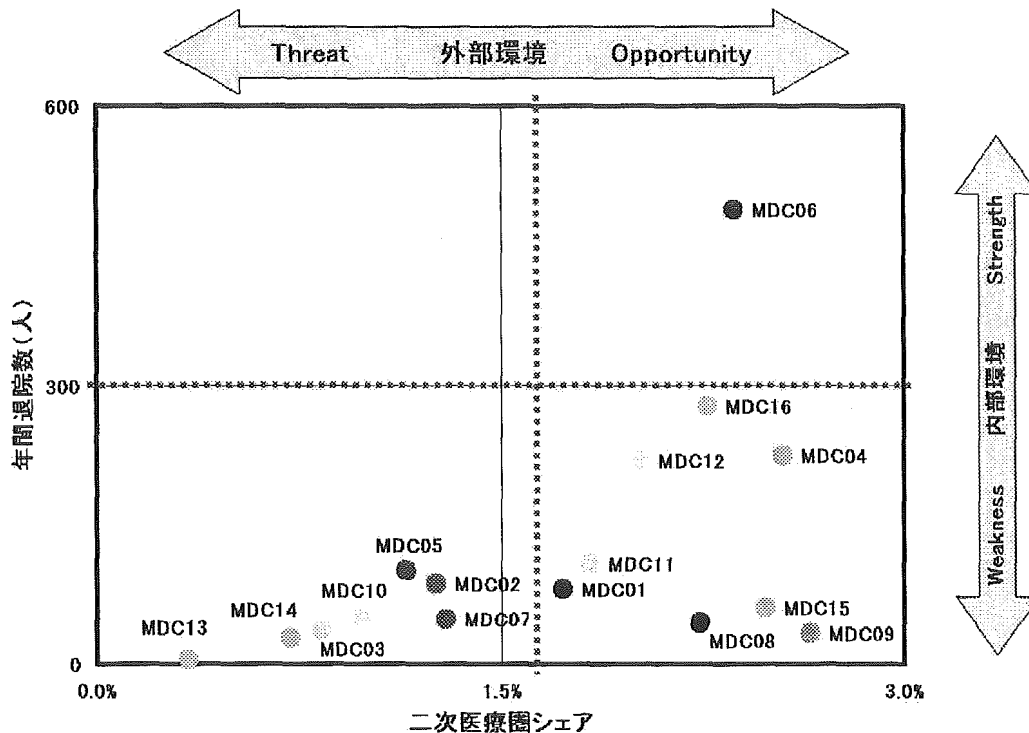 Threat 外部環境 Opportunity
600
MDC06
Strength
年間退院数(人)
300
MDC16
内部環境
MDC12
MDC04
MDC05
MDC11
Weakness
MDC10
MDC02
MDC01
MDC14
MDC15
MDC13
MDC07
MDC03
MDC08
MDC09
0
0.0%
1.5%
3.0%
二次医療圏シェア